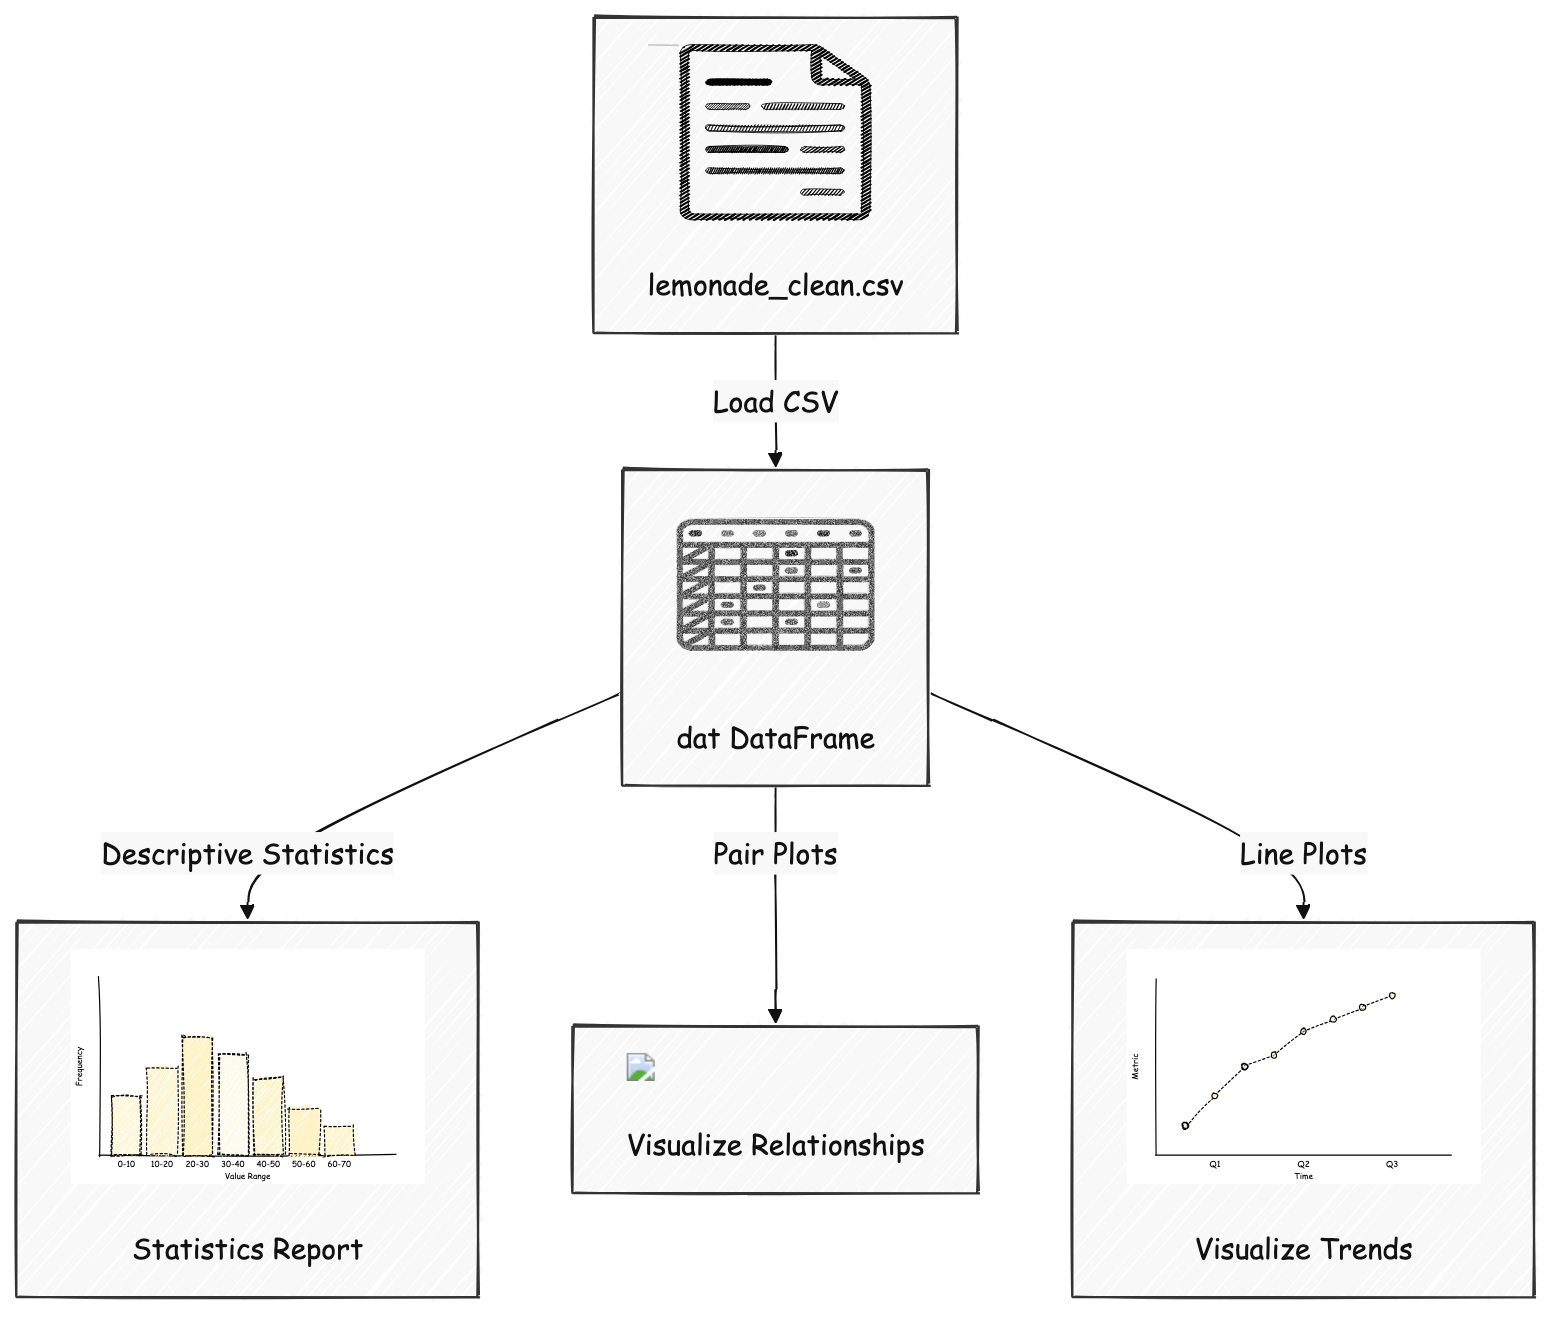 lemonade_clean.csv
Load CSV
dat DataFrame
Descriptive Statistics
Pair Plots
Line Plots
Frequency
0-10 10-20 20-30 30-40 40-50 50-60 60-70
Value Range
Statistics Report
Visualize Relationships
Metric
Q1 Q2 Q3
Time
Visualize Trends